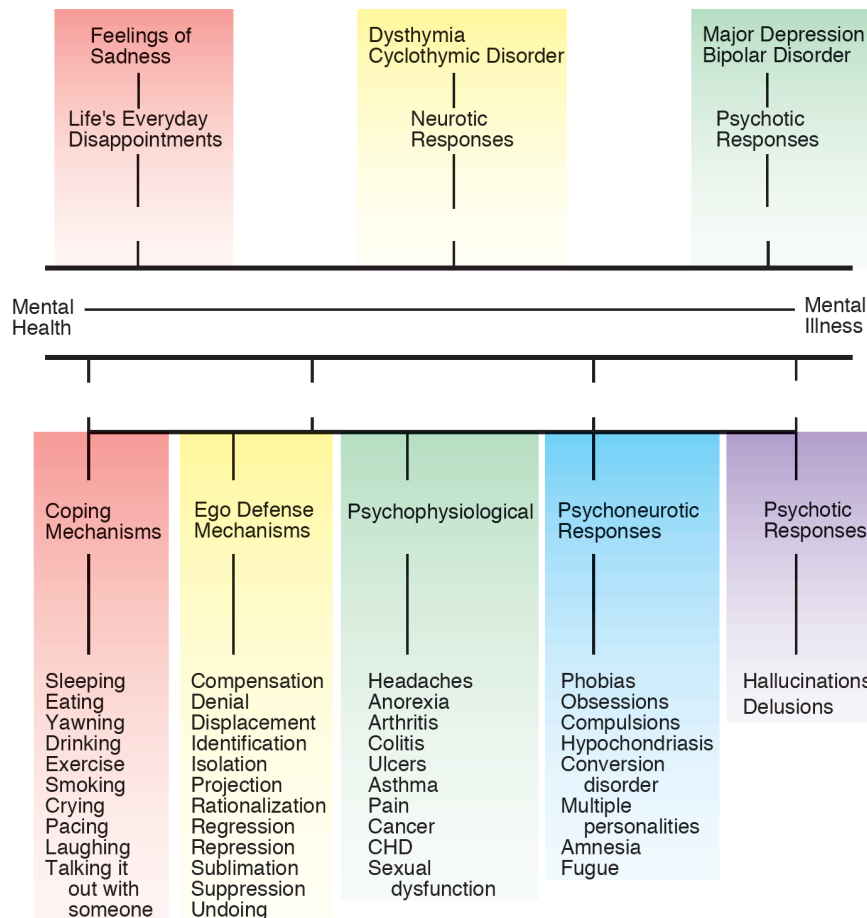 Feelings of
Sadness
Life's Everyday
Disappointments
Dysthymia
Cyclothymic Disorder
Neurotic
Responses
Major Depression
Bipolar Disorder
Psychotic
Responses
Mental
Health
Mental
Illness
Coping
Mechanisms
Sleeping
Eating
Yawning
Drinking
Exercise
Smoking
Crying
Pacing
Laughing
Talking it
out with
someone
Ego Defense
Mechanisms
Compensation
Denial
Displacement
Identification
Isolation
Projection
Rationalization
Regression
Repression
Sublimation
Suppression
Undoing
Psychophysiological
Headaches
Anorexia
Arthritis
Colitis
Ulcers
Asthma
Pain
Cancer
CHD
Sexual
dysfunction
Psychoneurotic
Responses
Phobias
Obsessions
Compulsions
Hypochondriasis
Conversion
disorder
Multiple
personalities
Amnesia
Fugue
Psychotic
Responses
Hallucinations
Delusions